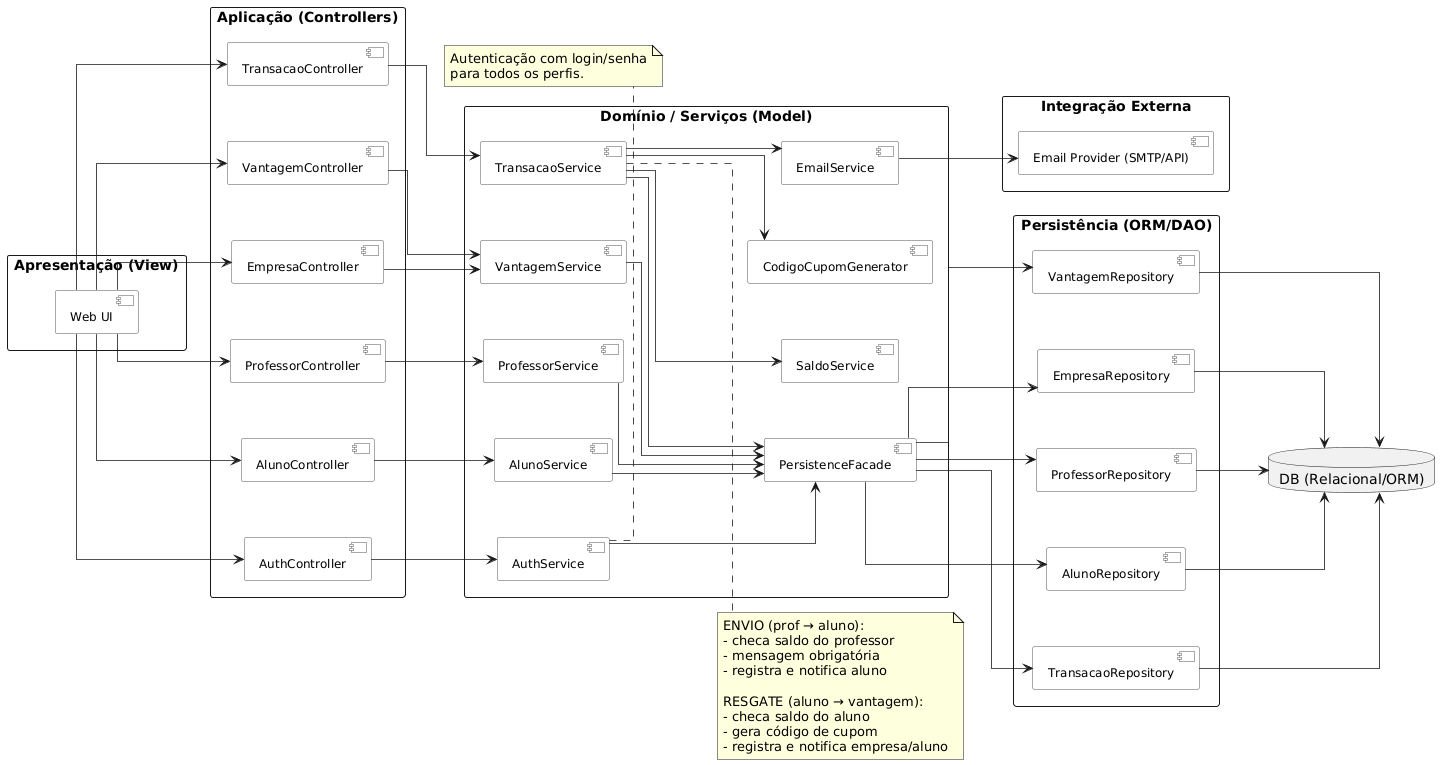 Apresentação (View)
Web UI
Aplicação (Controllers)
TransacaoController
VantagemController
EmpresaController
ProfessorController
AlunoController
AuthController
Autenticação com login/senha
para todos os perfis.
Domínio / Serviços (Model)
TransacaoService
VantagemService
ProfessorService
AlunoService
AuthService
EmailService
CodigoCupomGenerator
SaldoService
PersistenceFacade
ENVIO (prof → aluno):
- checa saldo do professor
- mensagem obrigatória
- registra e notifica aluno
RESGATE (aluno → vantagem):
- checa saldo do aluno
- gera código de cupom
- registra e notifica empresa/aluno
Integração Externa
Email Provider (SMTP/API)
Persistência (ORM/DAO)
VantagemRepository
EmpresaRepository
ProfessorRepository
AlunoRepository
TransacaoRepository
DB (Relacional/ORM)